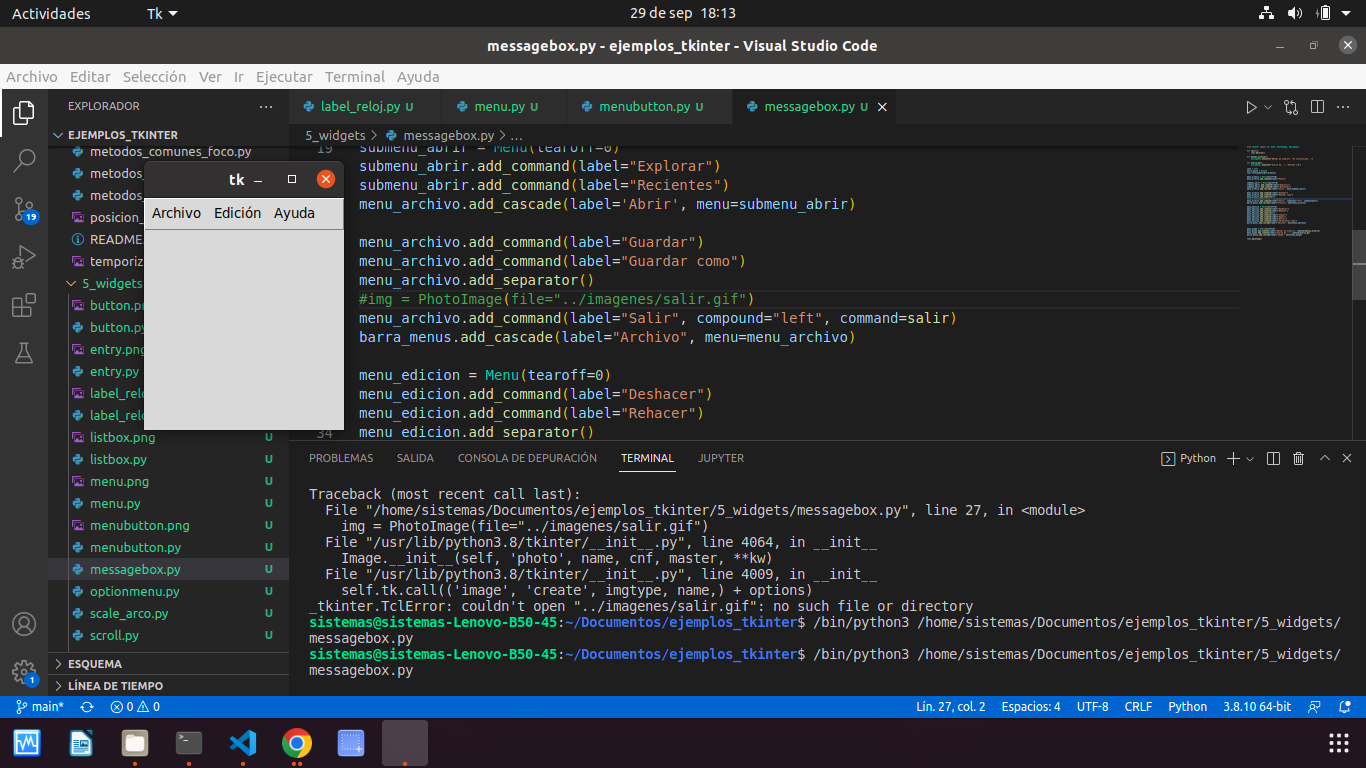 Actividades
Tk
29 de sep 18:13
messagebox.py - ejemplos_tkinter - Visual Studio Code
Archivo Editar Selección Ver Ir Ejecutar Terminal Ayuda
EXPLORADOR
EJEMPLOS_TKINTER
metodos_comunes_foco.py
metodos_
metodos_
posicion_
README
temporiz
5_widgets
button.pn
button.py
entry.png
entry.py
label_relo
label_relo
listbox.png U
listbox.py U
menu.png U
menu.py U
menubutton.png U
menubutton.py U
messagebox.py U
optionmenu.py U
scale_arco.py U
scroll.py U
ESQUEMA
LÍNEA DE TIEMPO
19
1
tk
Archivo Edición Ayuda
label_reloj.py U
menu.py U
menubutton.py U
messagebox.py U
5_widgets > messagebox.py > ...
19 submenu_abrir = Menu(tearoff=0)
submenu_abrir.add_command(label="Explorar")
submenu_abrir.add_command(label="Recientes")
menu_archivo.add_cascade(label='Abrir', menu=submenu_abrir)
menu_archivo.add_command(label="Guardar")
menu_archivo.add_command(label="Guardar como")
menu_archivo.add_separator()
#img = PhotoImage(file="../imagenes/salir.gif")
menu_archivo.add_command(label="Salir", compound="left", command=salir)
barra_menus.add_cascade(label="Archivo", menu=menu_archivo)
menu_edicion = Menu(tearoff=0)
menu_edicion.add_command(label="Deshacer")
menu_edicion.add_command(label="Rehacer")
34 menu_edicion.add_separator()
PROBLEMAS SALIDA CONSOLA DE DEPURACIÓN TERMINAL JUPYTER
Python
Traceback (most recent call last):
File "/home/sistemas/Documentos/ejemplos_tkinter/5_widgets/messagebox.py", line 27, in <module>
img = PhotoImage(file="../imagenes/salir.gif")
File "/usr/lib/python3.8/tkinter/__init__.py", line 4064, in __init__
Image.__init__(self, 'photo', name, cnf, master, **kw)
File "/usr/lib/python3.8/tkinter/__init__.py", line 4009, in __init__
self.tk.call(('image', 'create', imgtype, name,) + options)
_tkinter.TclError: couldn't open "../imagenes/salir.gif": no such file or directory
sistemas@sistemas-Lenovo-B50-45:~/Documentos/ejemplos_tkinter$ /bin/python3 /home/sistemas/Documentos/ejemplos_tkinter/5_widgets/
messagebox.py
sistemas@sistemas-Lenovo-B50-45:~/Documentos/ejemplos_tkinter$ /bin/python3 /home/sistemas/Documentos/ejemplos_tkinter/5_widgets/
messagebox.py
main* 0 0
Lín. 27, col. 2 Espacios: 4 UTF-8 CRLF Python 3.8.10 64-bit